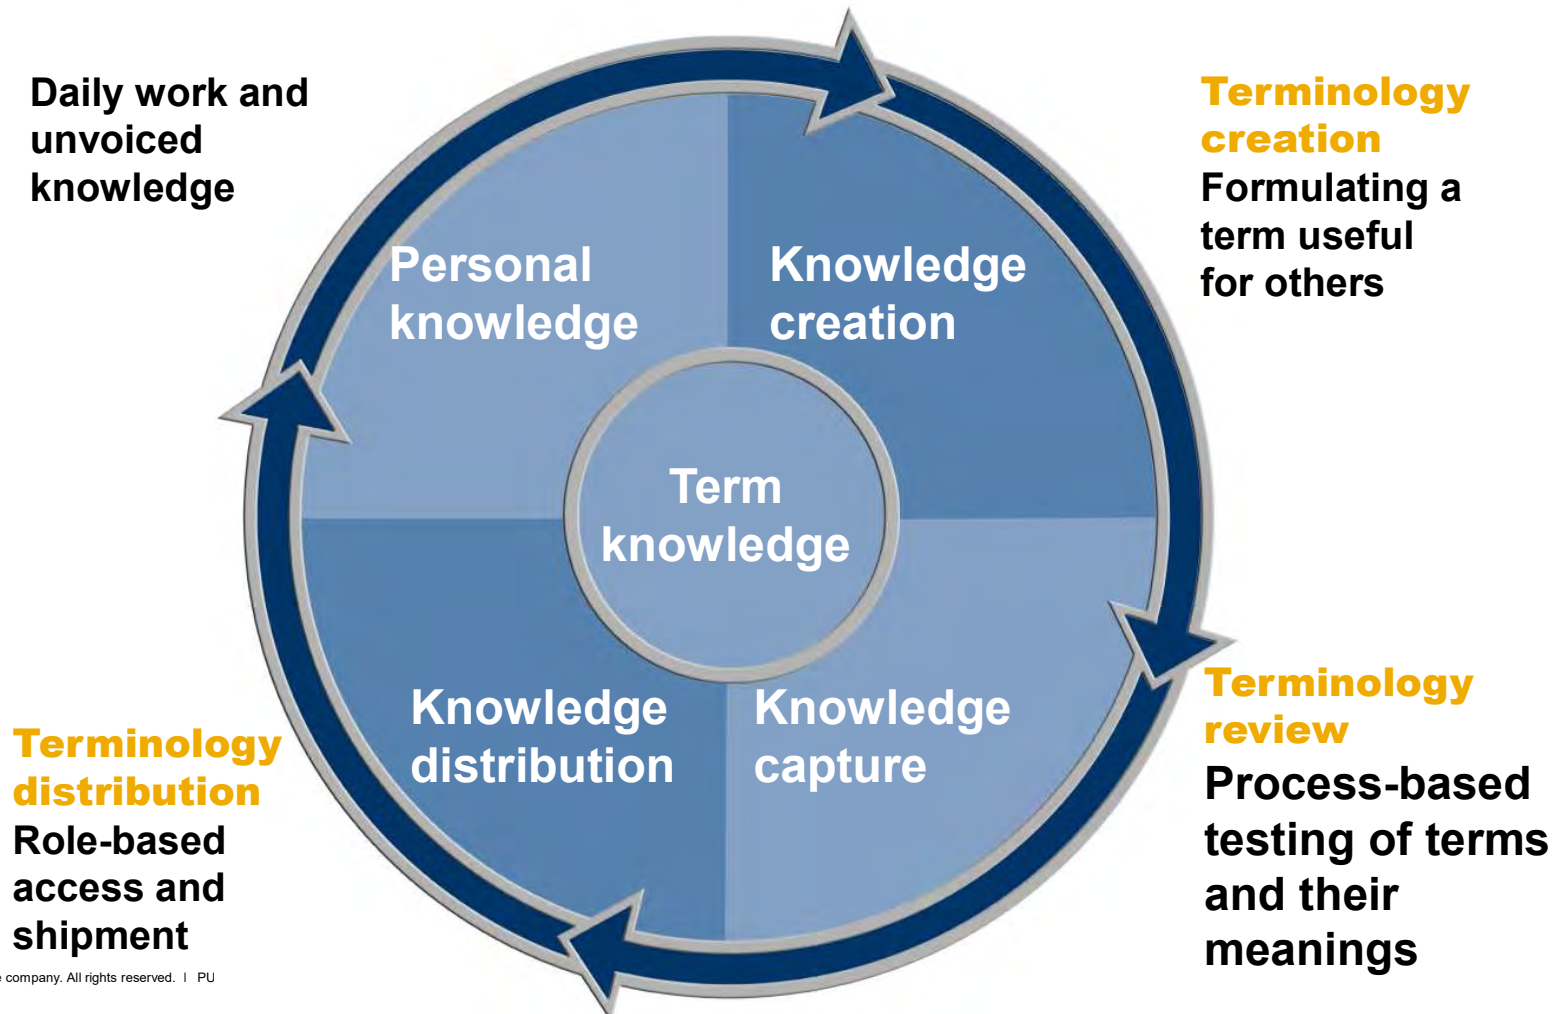 Daily work and
unvoiced
knowledge
Terminology
creation
Formulating a
term useful
for others
Personal
knowledge
Knowledge
creation
Term
knowledge
Knowledge
distribution
Knowledge
capture
Terminology
distribution
Role-based
access and
shipment
Terminology
review
Process-based
testing of terms
and their
meanings
company. All rights reserved. I PU